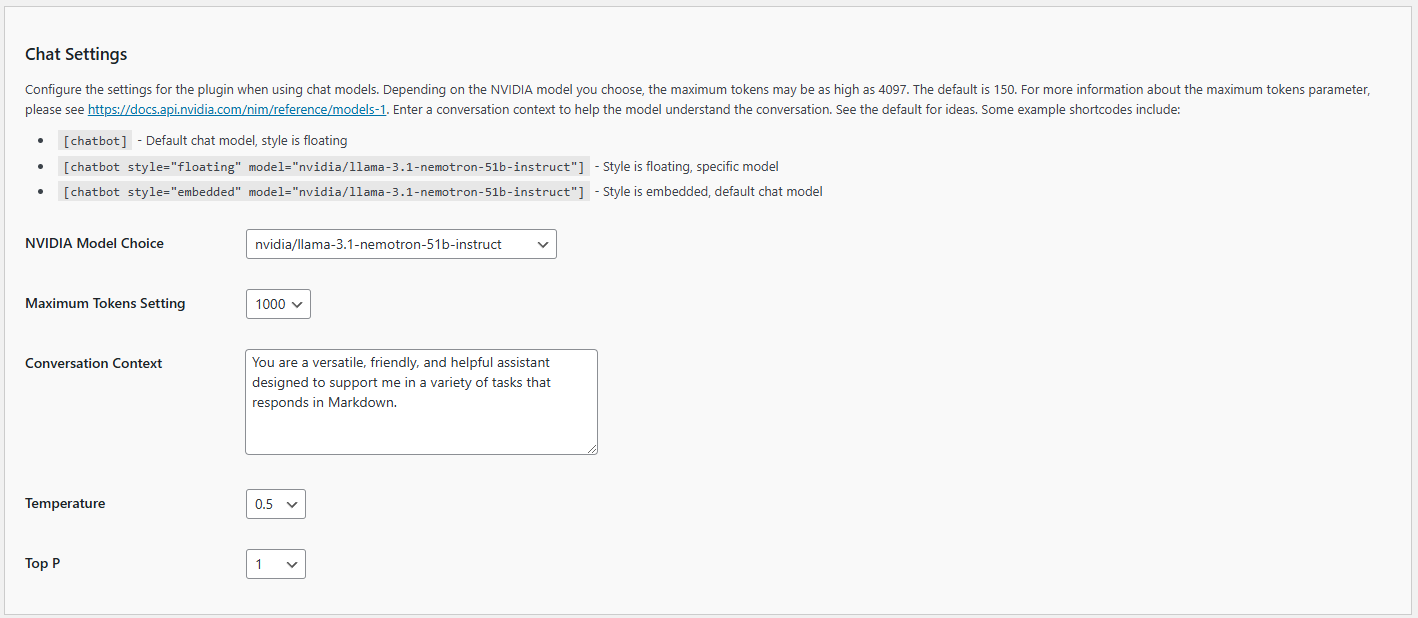 Chat Settings
Configure the settings for the plugin when using chat models. Depending on the NVIDIA model you choose, the maximum tokens may be as high as 4097. The default is 150. For more information about the maximum tokens parameter,
please see https://docs.api.nvidia.com/nim/reference/models-1. Enter a conversation context to help the model understand the conversation. See the default for ideas. Some example shortcodes include:
• [chatbot] - Default chat model, style is floating
• [chatbot style="floating" model="nvidia/llama-3.1-nemotron-51b-instruct"] - Style is floating, specific model
• [chatbot style="embedded" model="nvidia/llama-3.1-nemotron-51b-instruct"] - Style is embedded, default chat model
NVIDIA Model Choice
nvidia/llama-3.1-nemotron-51b-instruct
Maximum Tokens Setting
1000
Conversation Context
You are a versatile, friendly, and helpful assistant
designed to support me in a variety of tasks that
responds in Markdown.
Temperature
0.5
Top P
1